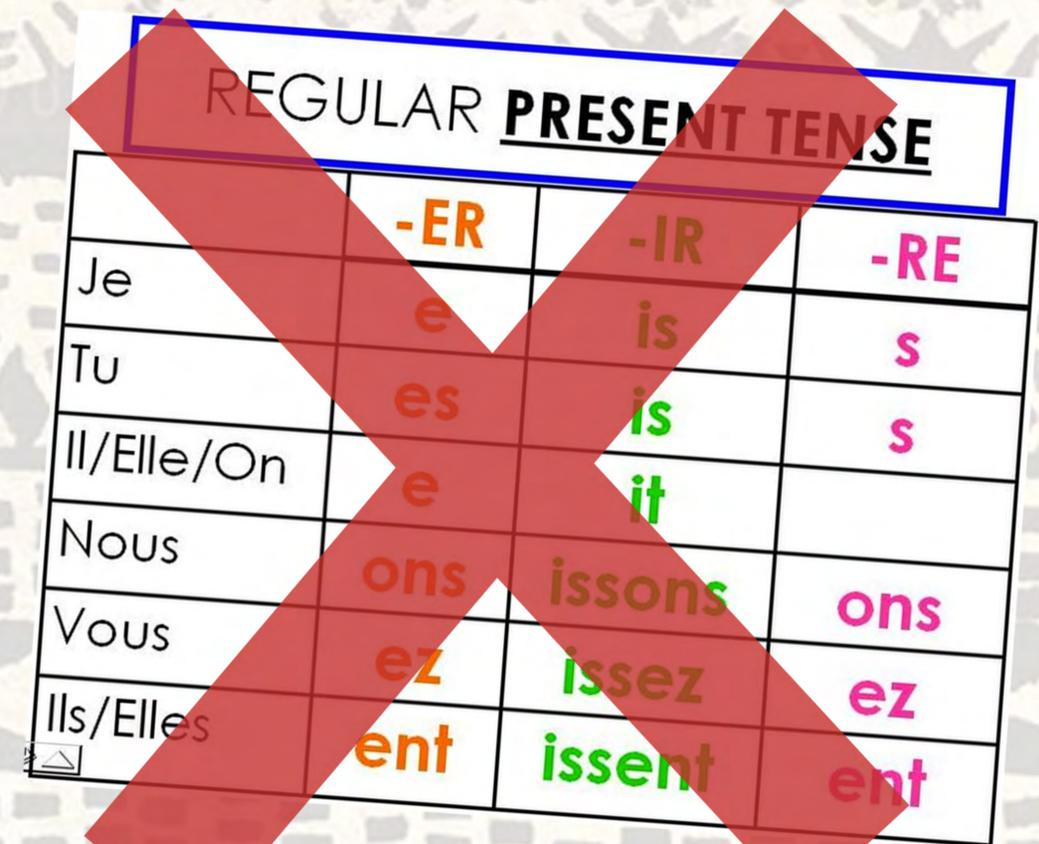 REGULAR PRESENT TENSE
-ER -IR -RE
Je e is s
Tu es is s
Il/Elle/On e it
Nous ons issons ons
Vous ez issez ez
Ils/Elles ent issent ent